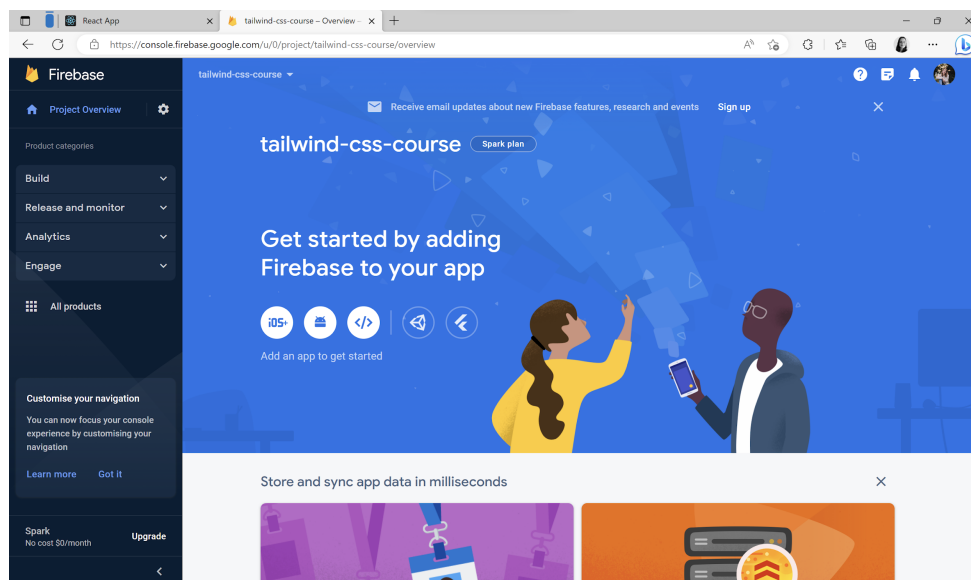 React App
tailwind-css-course – Overview –
https://console.firebase.google.com/u/0/project/tailwind-css-course/overview
Firebase
tailwind-css-course
Project Overview
Receive email updates about new Firebase features, research and events Sign up
Product categories
tailwind-css-course Spark plan
Build
Release and monitor
Analytics
Engage
Get started by adding
Firebase to your app
All products
iOS+
</>
Add an app to get started
Customise your navigation
You can now focus your console
experience by customising your
navigation
Learn more Got it
Store and sync app data in milliseconds
Spark
No cost $0/month
Upgrade